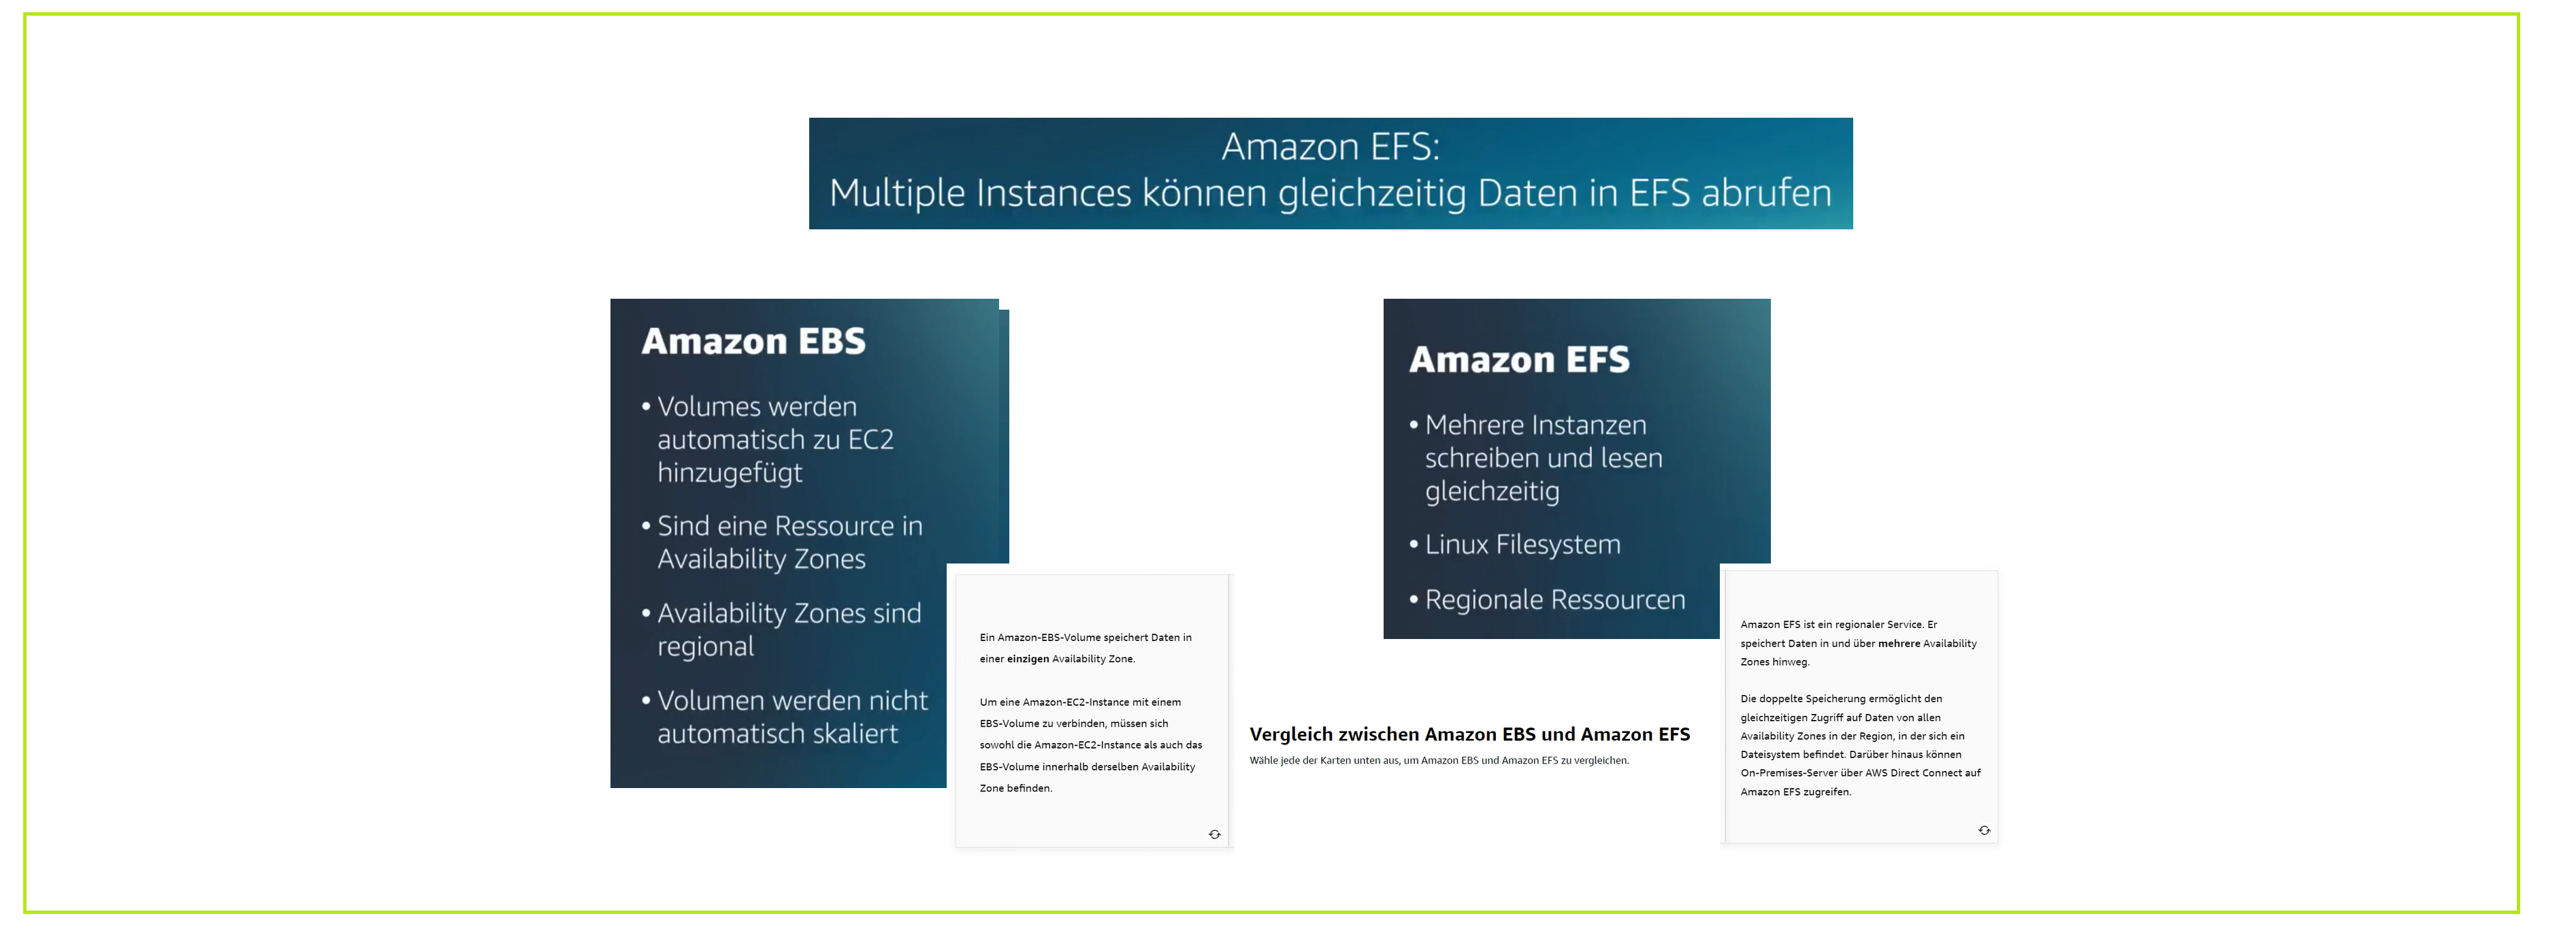 Amazon EFS:
Multiple Instances können gleichzeitig Daten in EFS abrufen
Amazon EBS
• Volumes werden
automatisch zu EC2
hinzugefügt
• Sind eine Ressource in
Availability Zones
• Availability Zones sind
regional
• Volumen werden nicht
automatisch skaliert
Ein Amazon-EBS-Volume speichert Daten in
einer einzigen Availability Zone.
Um eine Amazon-EC2-Instance mit einem
EBS-Volume zu verbinden, müssen sich
sowohl die Amazon-EC2-Instance als auch das
EBS-Volume innerhalb derselben Availability
Zone befinden.
Amazon EFS
• Mehrere Instanzen
schreiben und lesen
gleichzeitig
• Linux Filesystem
• Regionale Ressourcen
Vergleich zwischen Amazon EBS und Amazon EFS
Wähle jede der Karten unten aus, um Amazon EBS und Amazon EFS zu vergleichen.
Amazon EFS ist ein regionaler Service. Er
speichert Daten in und über mehrere Availability
Zones hinweg.
Die doppelte Speicherung ermöglicht den
gleichzeitigen Zugriff auf Daten von allen
Availability Zones in der Region, in der sich ein
Dateisystem befindet. Darüber hinaus können
On-Premises-Server über AWS Direct Connect auf
Amazon EFS zugreifen.